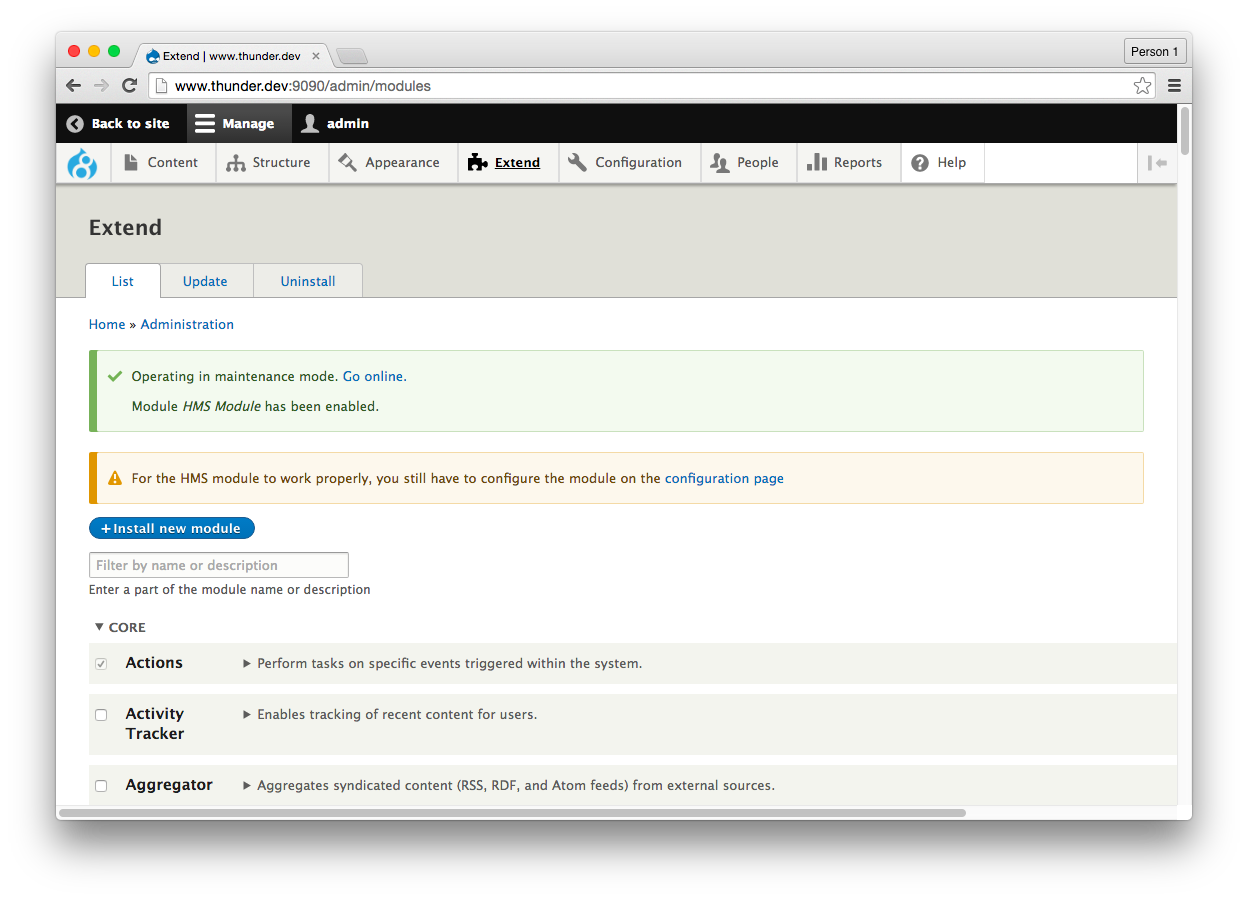 Extend | www.thunder.dev
Person 1
www.thunder.dev:9090/admin/modules
Back to site Manage admin
Content Structure Appearance Extend Configuration People Reports Help
Extend
List Update Uninstall
Home » Administration
Operating in maintenance mode. Go online.
Module HMS Module has been enabled.
For the HMS module to work properly, you still have to configure the module on the configuration page
+Install new module
Filter by name or description
Enter a part of the module name or description
▼ CORE
Actions ► Perform tasks on specific events triggered within the system.
Activity ► Enables tracking of recent content for users.
Tracker
Aggregator ► Aggregates syndicated content (RSS, RDF, and Atom feeds) from external sources.